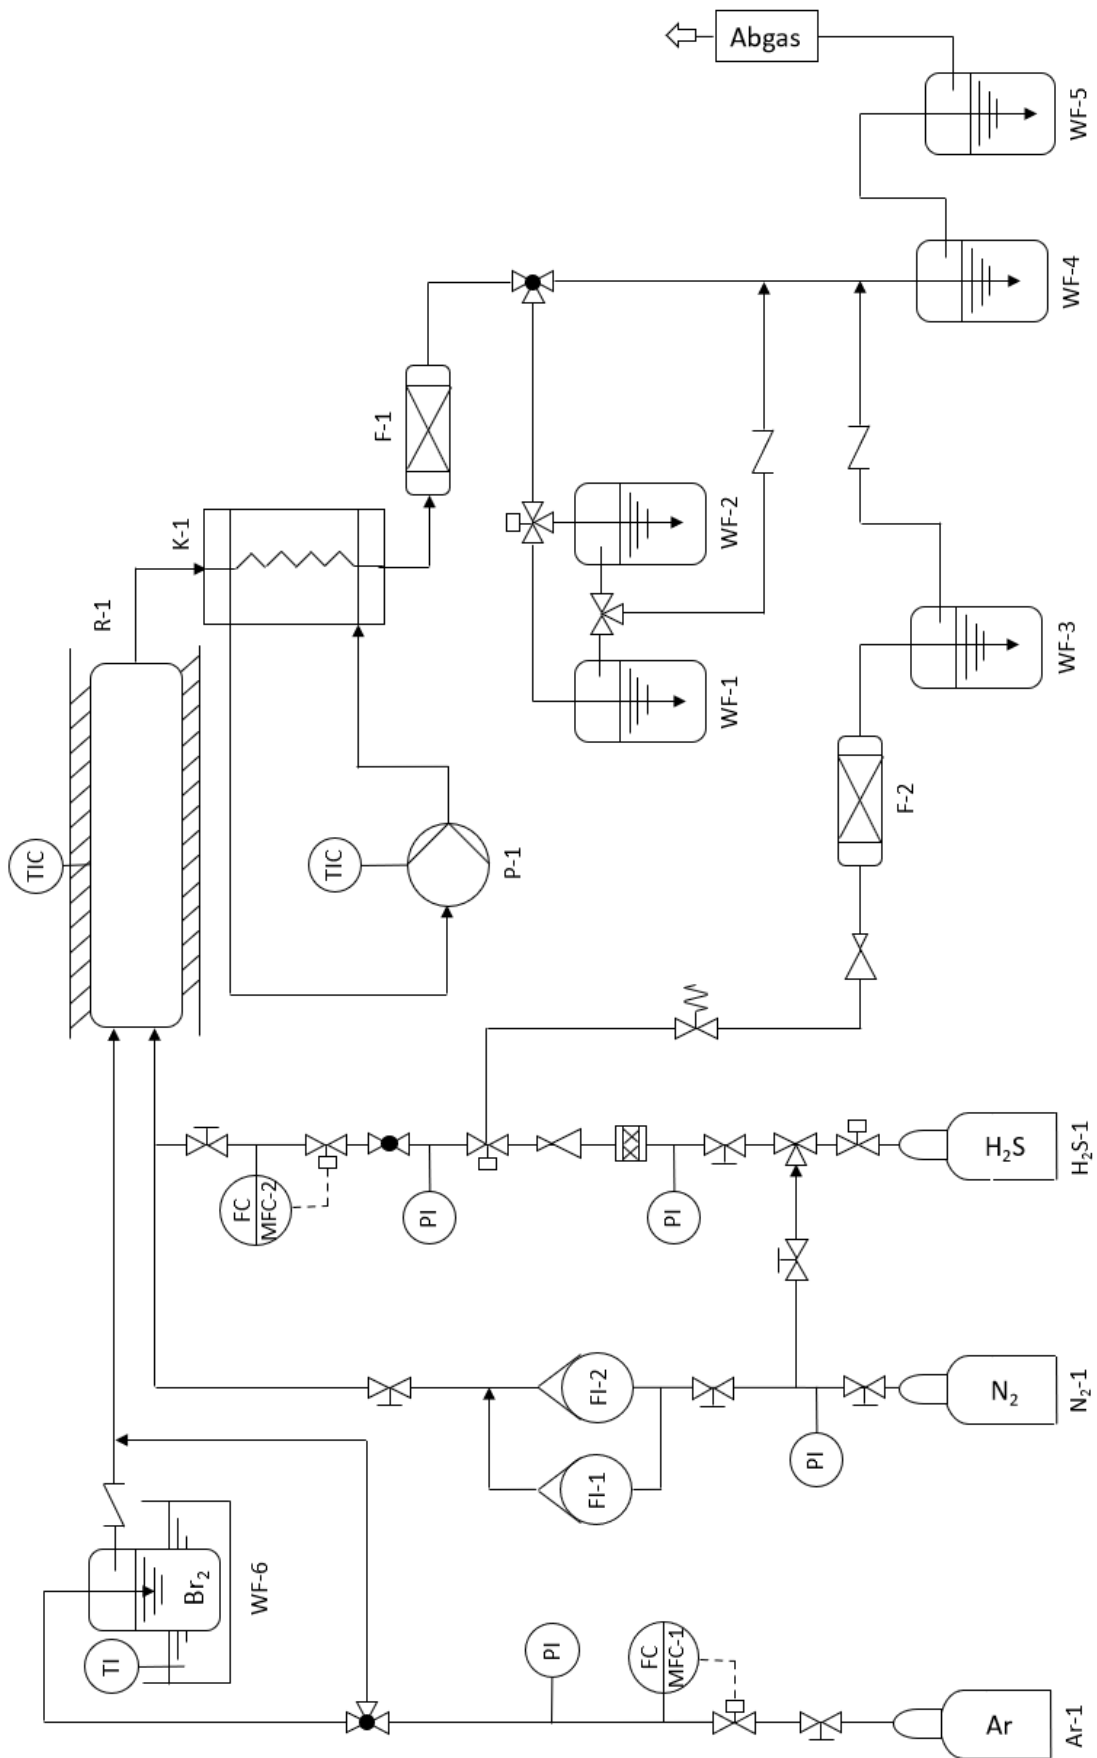 Abgas
WF-5
WF-4
F-1
K-1
R-1
WF-2
WF-1
WF-3
TIC
TIC
P-1
F-2
FC
MFC-2
PI
PI
H₂S
H₂S-1
FI-2
FI-1
PI
N₂
N₂-1
Br₂
WF-6
TI
PI
FC
MFC-1
Ar
Ar-1